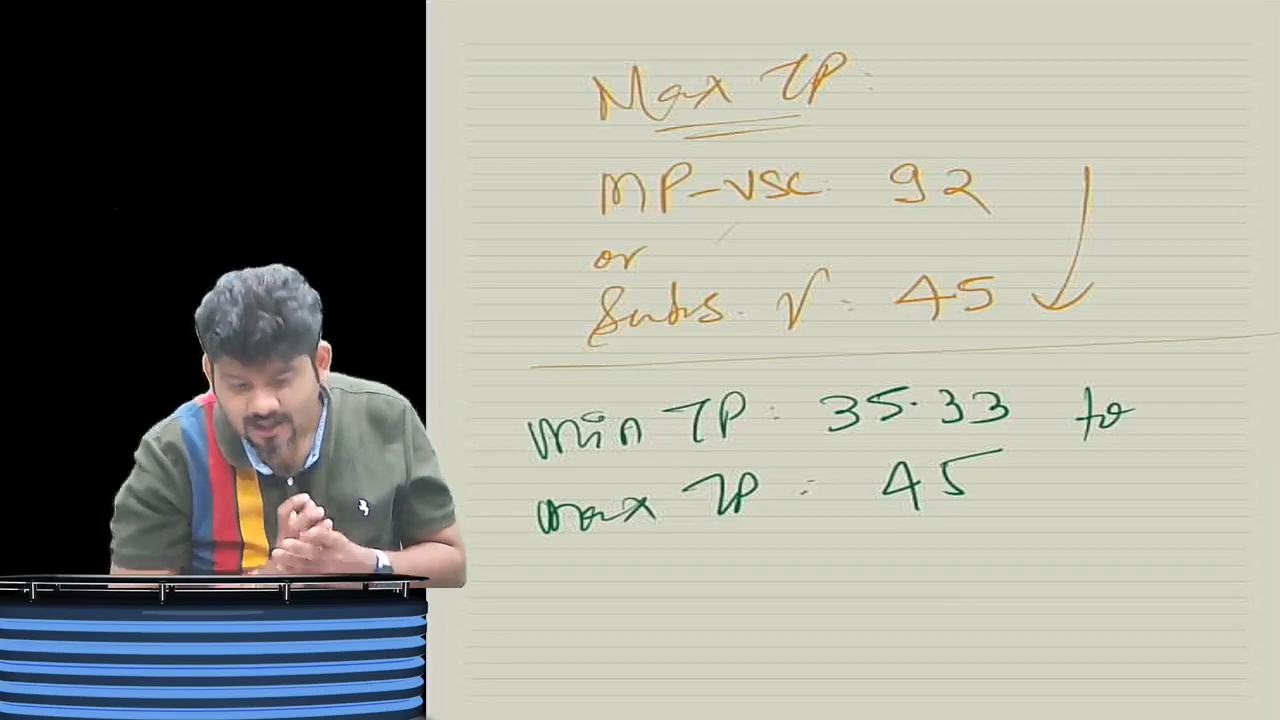 Max TP:
MP-VSC: 92
or
Subs. V: 45
Min TP: 35.33 to
Max TP: 45